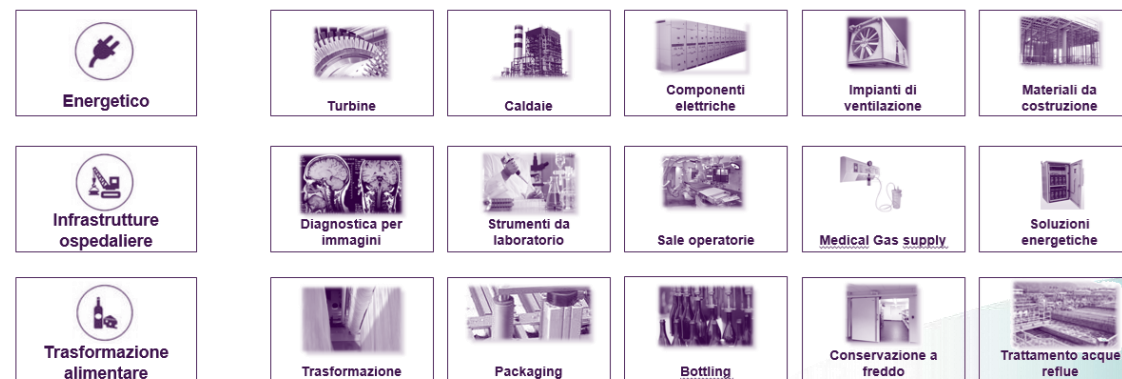 Energetico
Turbine
Caldaie
Componenti
elettriche
Impianti di
ventilazione
Materiali da
costruzione
Infrastrutture
ospedaliere
Diagnostica per
immagini
Strumenti da
laboratorio
Sale operatorie
Medical Gas supply
Soluzioni
energetiche
Trasformazione
alimentare
Trasformazione
Packaging
Bottling
Conservazione a
freddo
Trattamento acque
reflue